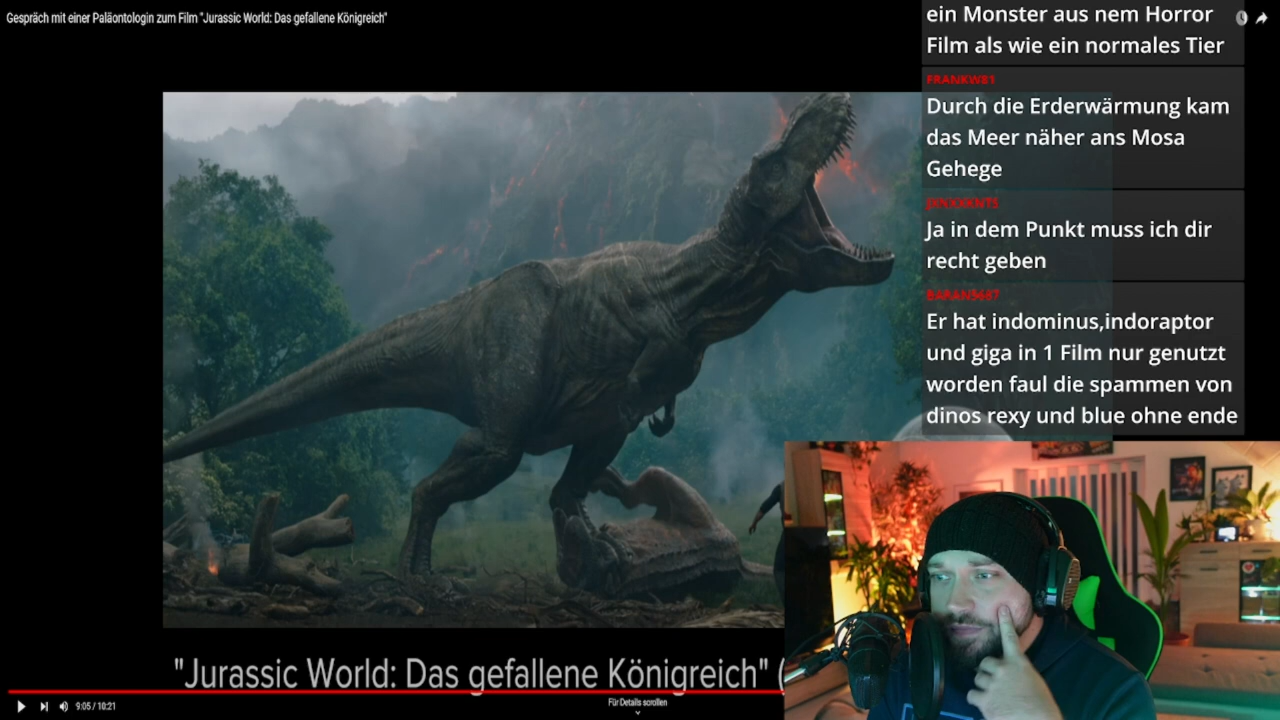 Gespräch mit einer Paläontologin zum Film "Jurassic World: Das gefallene Königreich"
ein Monster aus nem Horror
Film als wie ein normales Tier
FRANKW81
Durch die Erderwärmung kam
das Meer näher ans Mosa
Gehege
Ja in dem Punkt muss ich dir
recht geben
BARAN5687
Er hat indominus,indoraptor
und giga in 1 Film nur genutzt
worden faul die spammen von
dinos rexy und blue ohne ende
"Jurassic World: Das gefallene Königreich" (
9:05 / 10:21
Für Details scrollen